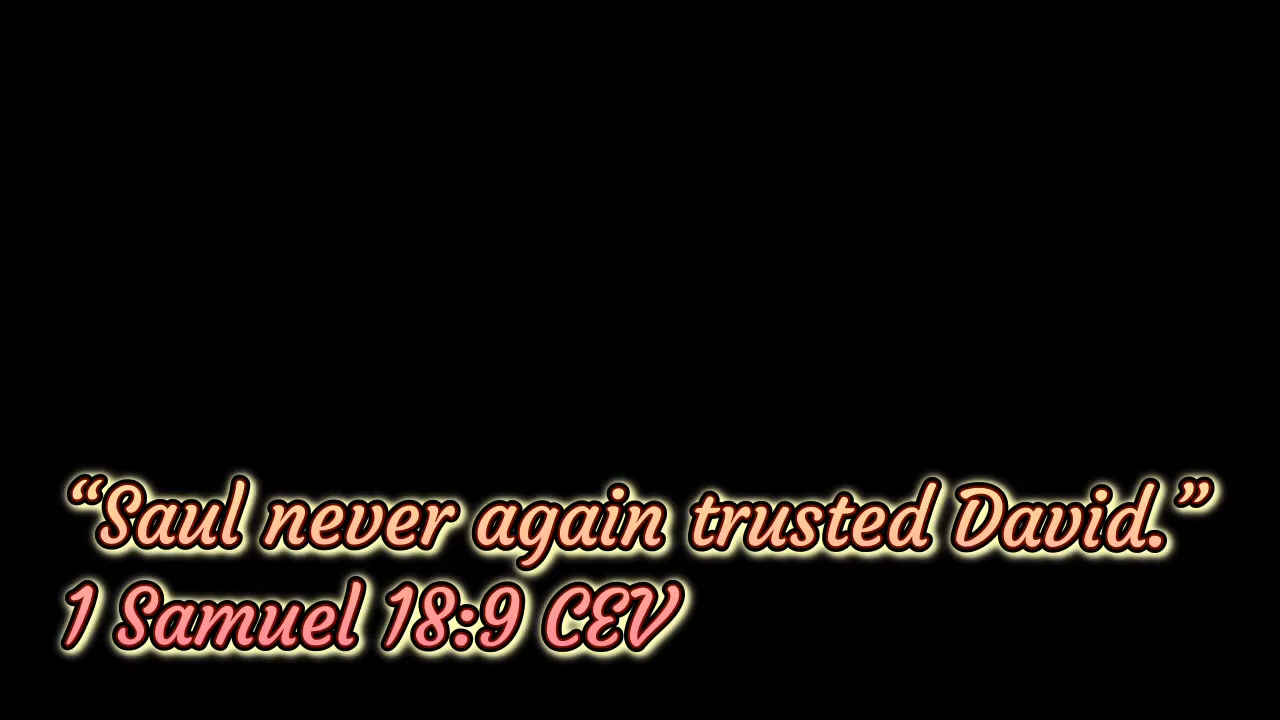 “Saul never again trusted David.”
1 Samuel 18:9 CEV